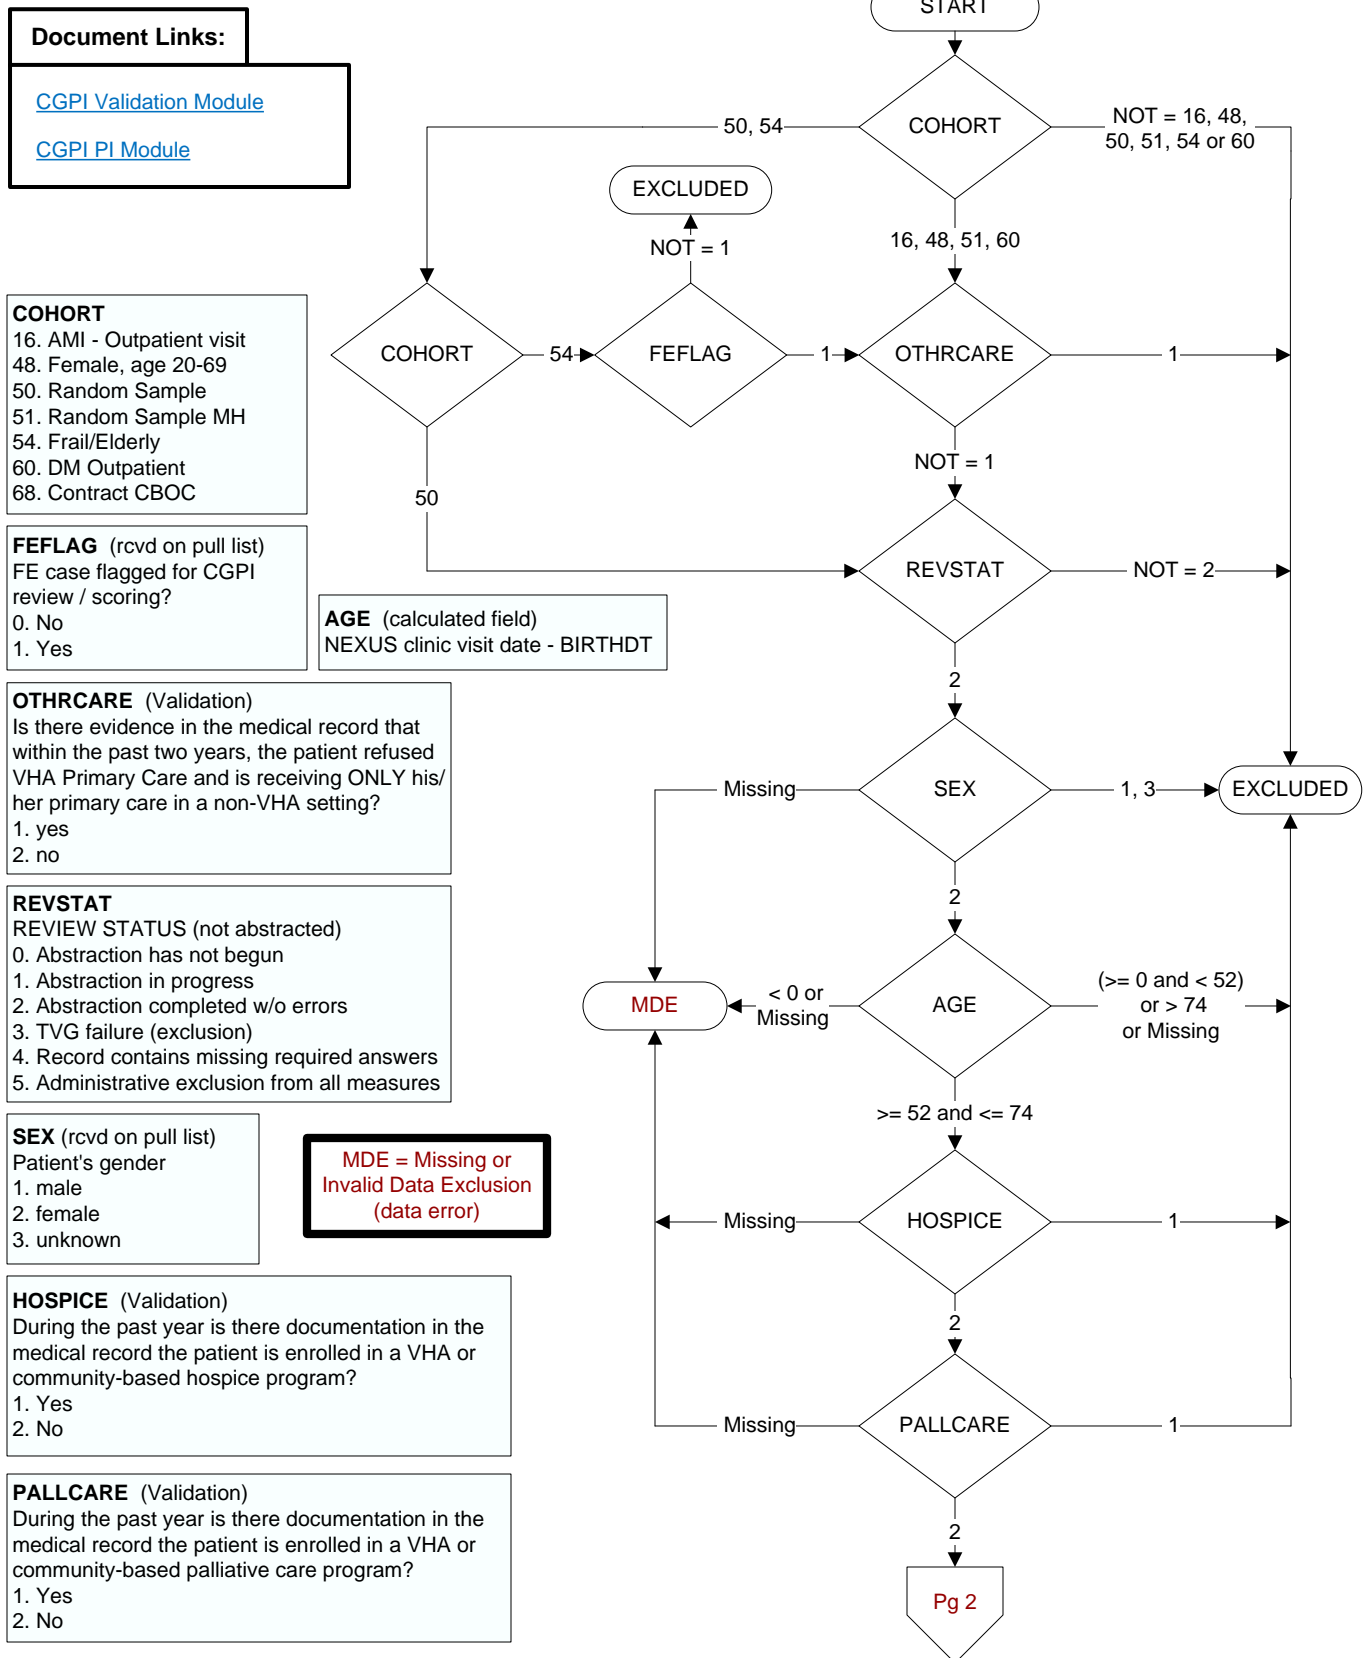 START
Document Links:
CGPI Validation Module
CGPI PI Module
COHORT
50, 54
NOT = 16, 48,
50, 51, 54 or 60
EXCLUDED
NOT = 1
16, 48, 51, 60
COHORT
54
FEFLAG
1
OTHRCARE
1
50
NOT = 1
REVSTAT
NOT = 2
2
SEX
Missing
1, 3
EXCLUDED
2
AGE
MDE
< 0 or
Missing
(>= 0 and < 52)
or > 74
or Missing
>= 52 and <= 74
HOSPICE
Missing
1
2
PALLCARE
Missing
1
2
Pg 2
COHORT
16. AMI - Outpatient visit
48. Female, age 20-69
50. Random Sample
51. Random Sample MH
54. Frail/Elderly
60. DM Outpatient
68. Contract CBOC
FEFLAG (rcvd on pull list)
FE case flagged for CGPI
review / scoring?
0. No
1. Yes
AGE (calculated field)
NEXUS clinic visit date - BIRTHDT
OTHRCARE (Validation)
Is there evidence in the medical record that
within the past two years, the patient refused
VHA Primary Care and is receiving ONLY his/
her primary care in a non-VHA setting?
1. yes
2. no
REVSTAT
REVIEW STATUS (not abstracted)
0. Abstraction has not begun
1. Abstraction in progress
2. Abstraction completed w/o errors
3. TVG failure (exclusion)
4. Record contains missing required answers
5. Administrative exclusion from all measures
SEX (rcvd on pull list)
Patient's gender
1. male
2. female
3. unknown
MDE = Missing or
Invalid Data Exclusion
(data error)
HOSPICE (Validation)
During the past year is there documentation in the
medical record the patient is enrolled in a VHA or
community-based hospice program?
1. Yes
2. No
PALLCARE (Validation)
During the past year is there documentation in the
medical record the patient is enrolled in a VHA or
community-based palliative care program?
1. Yes
2. No